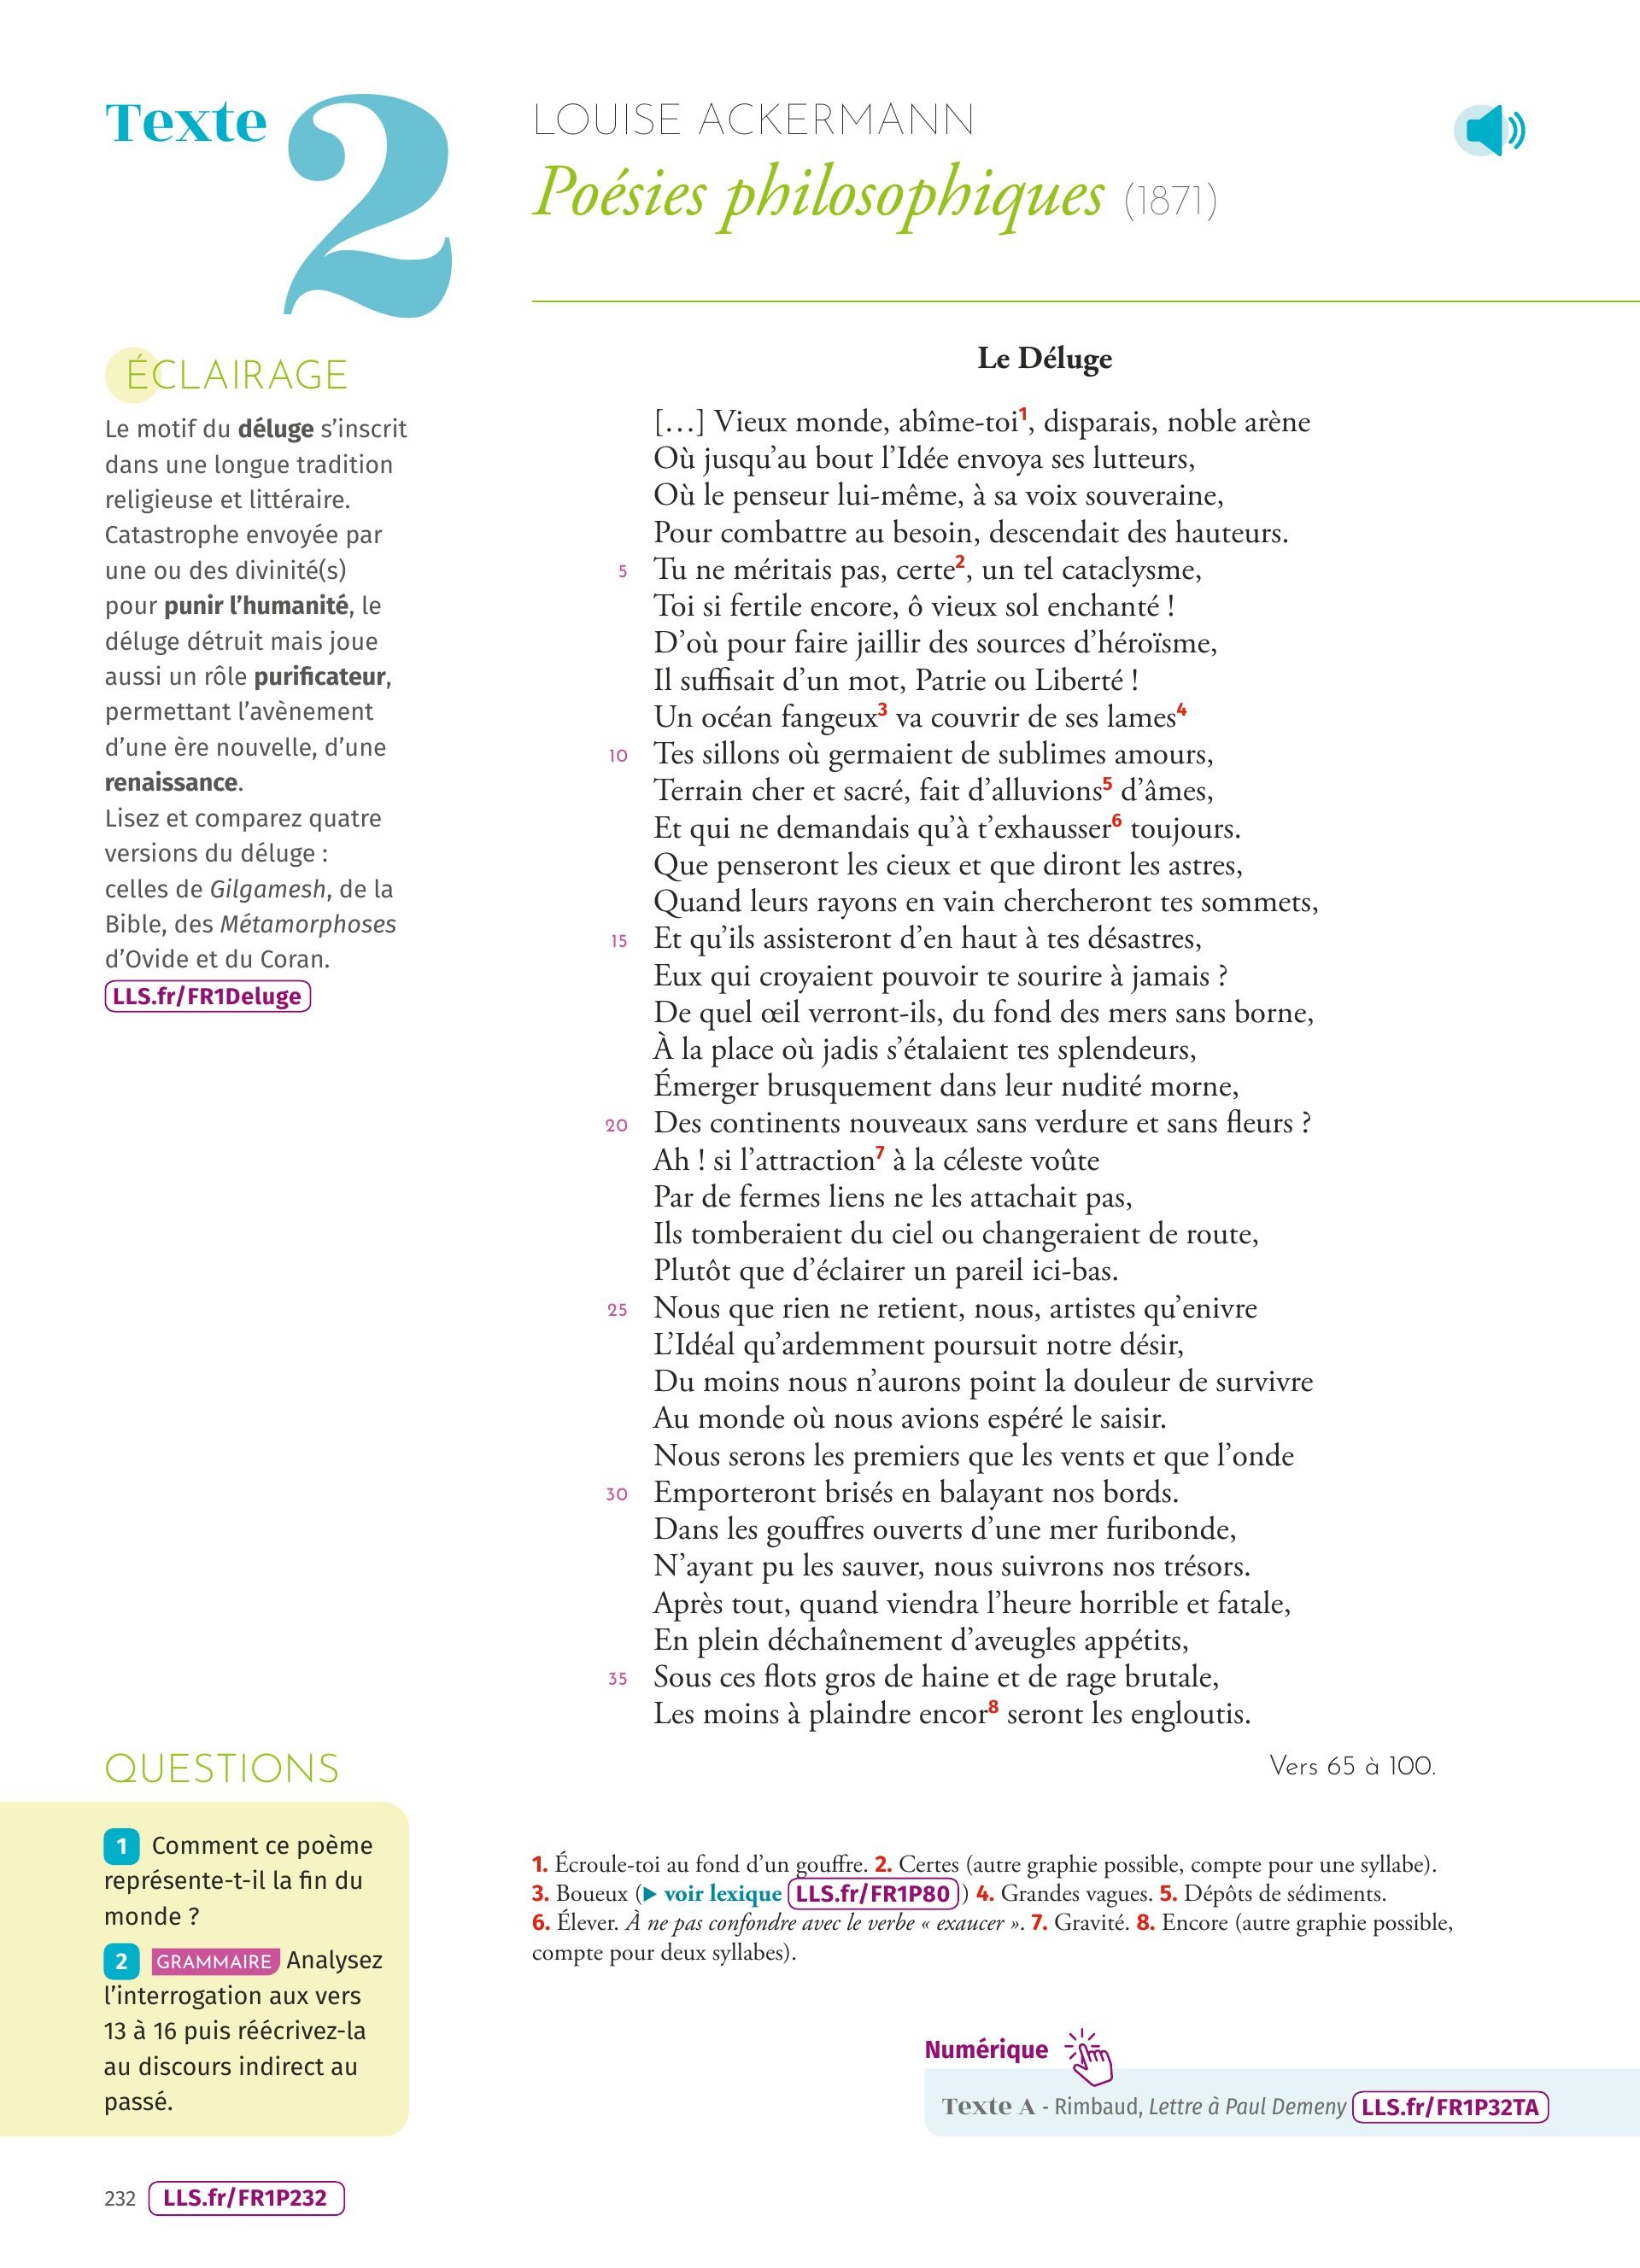 Texte 2
LOUISE ACKERMANN
Poésies philosophiques (1871)
ÉCLAIRAGE
Le motif du déluge s’inscrit
dans une longue tradition
religieuse et littéraire.
Catastrophe envoyée par
une ou des divinité(s)
pour punir l’humanité, le
déluge détruit mais joue
aussi un rôle purificateur,
permettant l’avènement
d’une ère nouvelle, d’une
renaissance.
Lisez et comparez quatre
versions du déluge :
celles de Gilgamesh, de la
Bible, des Métamorphoses
d’Ovide et du Coran.
LLS.fr/FR1Deluge
Le Déluge
[…] Vieux monde, abîme-toi1, disparais, noble arène
Où jusqu’au bout l’Idée envoya ses lutteurs,
Où le penseur lui-même, à sa voix souveraine,
Pour combattre au besoin, descendait des hauteurs.
5 Tu ne méritais pas, certe2, un tel cataclysme,
Toi si fertile encore, ô vieux sol enchanté !
D’où pour faire jaillir des sources d’héroïsme,
Il suffisait d’un mot, Patrie ou Liberté !
Un océan fangeux3 va couvrir de ses lames4
10 Tes sillons où germaient de sublimes amours,
Terrain cher et sacré, fait d’alluvions5 d’âmes,
Et qui ne demandais qu’à t’exhausser6 toujours.
Que penseront les cieux et que diront les astres,
Quand leurs rayons en vain chercheront tes sommets,
15 Et qu’ils assisteront d’en haut à tes désastres,
Eux qui croyaient pouvoir te sourire à jamais ?
De quel œil verront-ils, du fond des mers sans borne,
À la place où jadis s’étalaient tes splendeurs,
Émerger brusquement dans leur nudité morne,
20 Des continents nouveaux sans verdure et sans fleurs ?
Ah ! si l’attraction7 à la céleste voûte
Par de fermes liens ne les attachait pas,
Ils tomberaient du ciel ou changeraient de route,
Plutôt que d’éclairer un pareil ici-bas.
25 Nous que rien ne retient, nous, artistes qu’enivre
L’Idéal qu’ardemment poursuit notre désir,
Du moins nous n’aurons point la douleur de survivre
Au monde où nous avions espéré le saisir.
Nous serons les premiers que les vents et que l’onde
30 Emporteront brisés en balayant nos bords.
Dans les gouffres ouverts d’une mer furibonde,
N’ayant pu les sauver, nous suivrons nos trésors.
Après tout, quand viendra l’heure horrible et fatale,
En plein déchaînement d’aveugles appétits,
35 Sous ces flots gros de haine et de rage brutale,
Les moins à plaindre encor8 seront les engloutis.
Vers 65 à 100.
1. Écroule-toi au fond d’un gouffre. 2. Certes (autre graphie possible, compte pour une syllabe).
3. Boueux (▶ voir lexique LLS.fr/FR1P80) 4. Grandes vagues. 5. Dépôts de sédiments.
6. Élever. À ne pas confondre avec le verbe « exaucer ». 7. Gravité. 8. Encore (autre graphie possible,
compte pour deux syllabes).
QUESTIONS
1 Comment ce poème
représente-t-il la fin du
monde ?
2 GRAMMAIRE Analysez
l’interrogation aux vers
13 à 16 puis réécrivez-la
au discours indirect au
passé.
Numérique
Texte A - Rimbaud, Lettre à Paul Demeny LLS.fr/FR1P32TA
232 LLS.fr/FR1P232